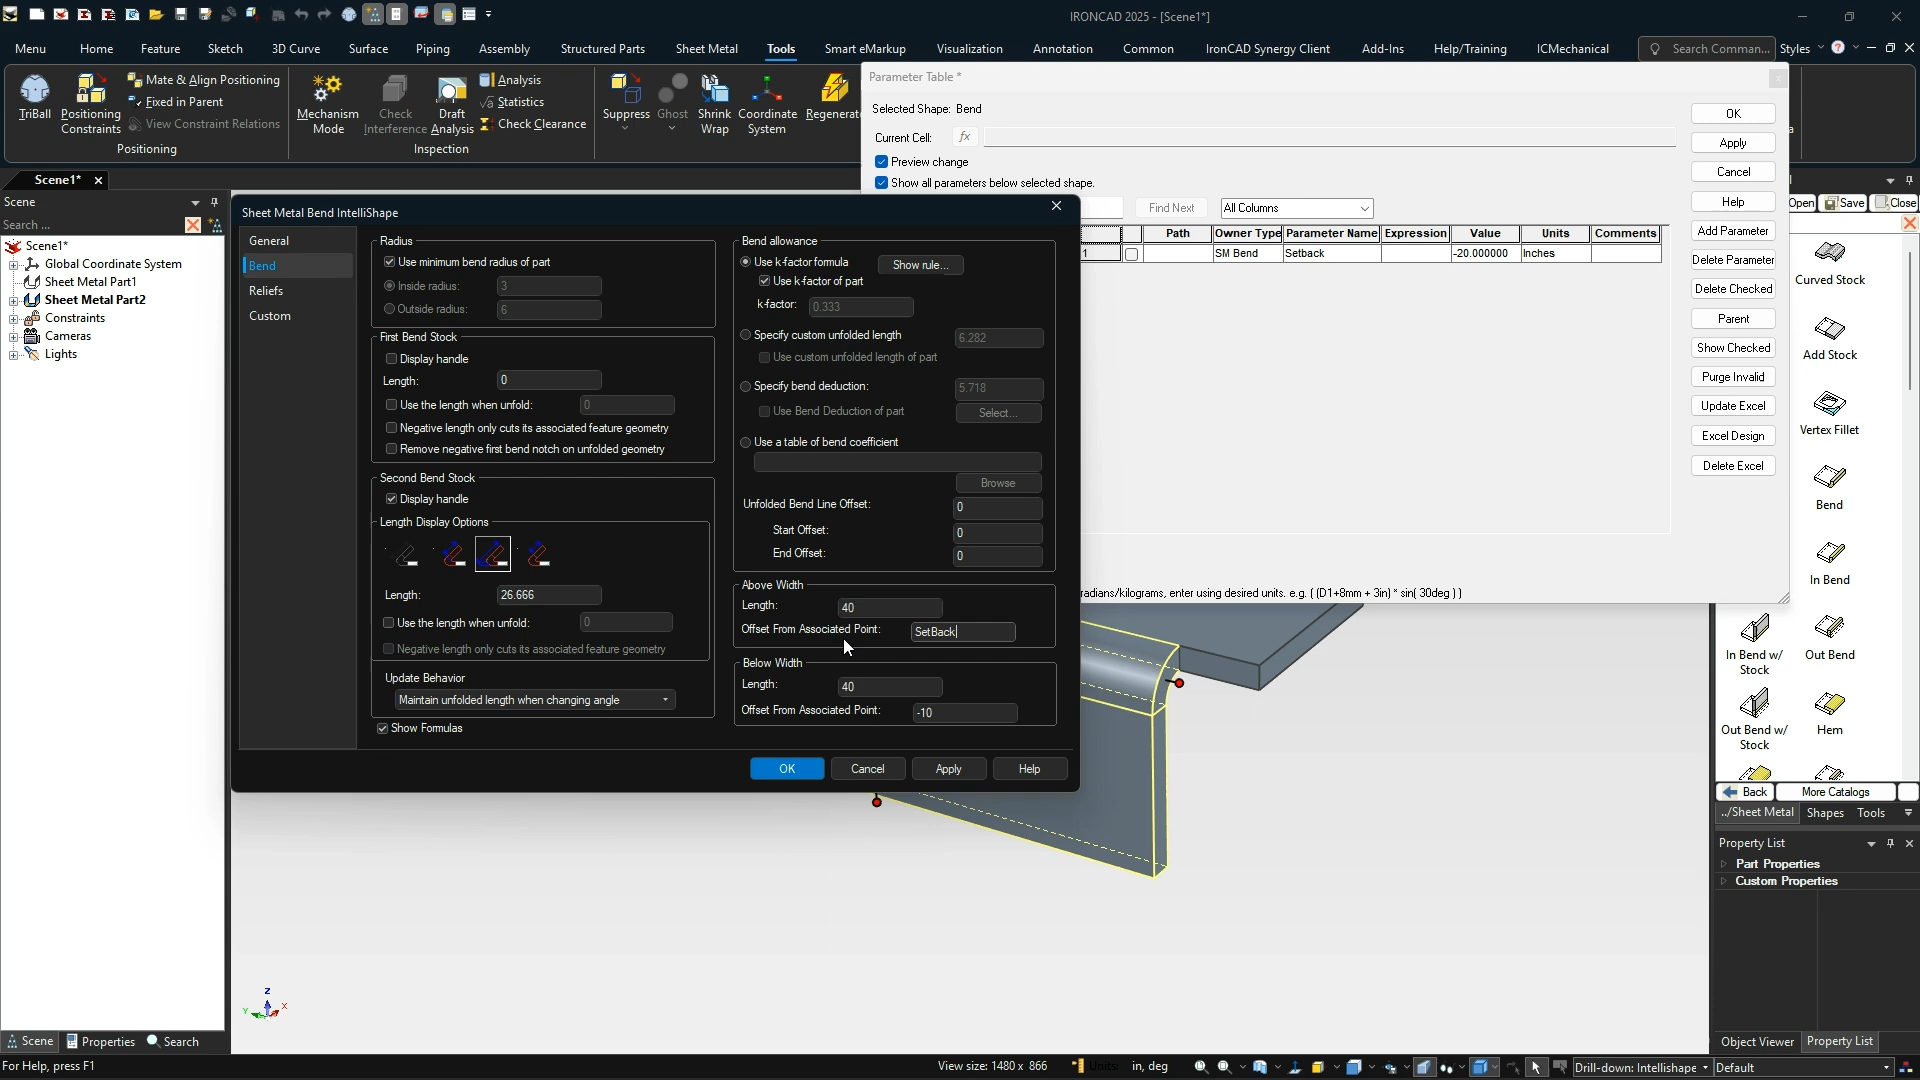 IRONCAD 2025 - [Scene1*]
Menu Home Feature Sketch 3D Curve Surface Piping Assembly Structured Parts Sheet Metal Tools Smart eMarkup Visualization Annotation Common IronCAD Synergy Client Add-Ins Help/Training ICMechanical Search Comman... Styles
TriBall Positioning Constraints
Mate & Align Positioning
Fixed in Parent
View Constraint Relations
Positioning
Mechanism Mode Check Interference Draft Analysis
Analysis
Statistics
Check Clearance
Inspection
Suppress Ghost Shrink Wrap Coordinate System Regenerate
Scene1*
Scene
Search ...
Scene1*
Global Coordinate System
Sheet Metal Part1
Sheet Metal Part2
Constraints
Cameras
Lights
Scene Properties Search
For Help, press F1
Sheet Metal Bend IntelliShape
General
Bend
Reliefs
Custom
Radius
Use minimum bend radius of part
Inside radius: 3
Outside radius: 6
First Bend Stock
Display handle
Length: 0
Use the length when unfold: 0
Negative length only cuts its associated feature geometry
Remove negative first bend notch on unfolded geometry
Second Bend Stock
Display handle
Length Display Options
Length: 26.666
Use the length when unfold: 0
Negative length only cuts its associated feature geometry
Update Behavior
Maintain unfolded length when changing angle
Show Formulas
Bend allowance
Use k-factor formula Show rule...
Use k-factor of part
k-factor: 0.333
Specify custom unfolded length 6.282
Use custom unfolded length of part
Specify bend deduction: 5.718
Use Bend Deduction of part Select...
Use a table of bend coefficient
Browse
Unfolded Bend Line Offset: 0
Start Offset: 0
End Offset: 0
Above Width
Length: 40
Offset From Associated Point: SetBack
Below Width
Length: 40
Offset From Associated Point: -10
OK Cancel Apply Help
Parameter Table *
Selected Shape: Bend
Current Cell: fx
Preview change
Show all parameters below selected shape.
Find Next All Columns
Path Owner Type Parameter Name Expression Value Units Comments
1 SM Bend Setback -20.000000 Inches
radians/kilograms, enter using desired units. e.g. ( (D1+8mm + 3in) * sin( 30deg ) )
OK
Apply
Cancel
Help
Add Parameter
Delete Parameter
Delete Checked
Parent
Show Checked
Purge Invalid
Update Excel
Excel Design
Delete Excel
Open Save Close
Curved Stock
Add Stock
Vertex Fillet
Bend
In Bend
In Bend w/ Stock
Out Bend
Out Bend w/ Stock
Hem
Back More Catalogs
../Sheet Metal Shapes Tools
Property List
Part Properties
Custom Properties
Object Viewer Property List
Z
Y
X
View size: 1480 x 866 Units: in, deg Drill-down: Intellishape Default